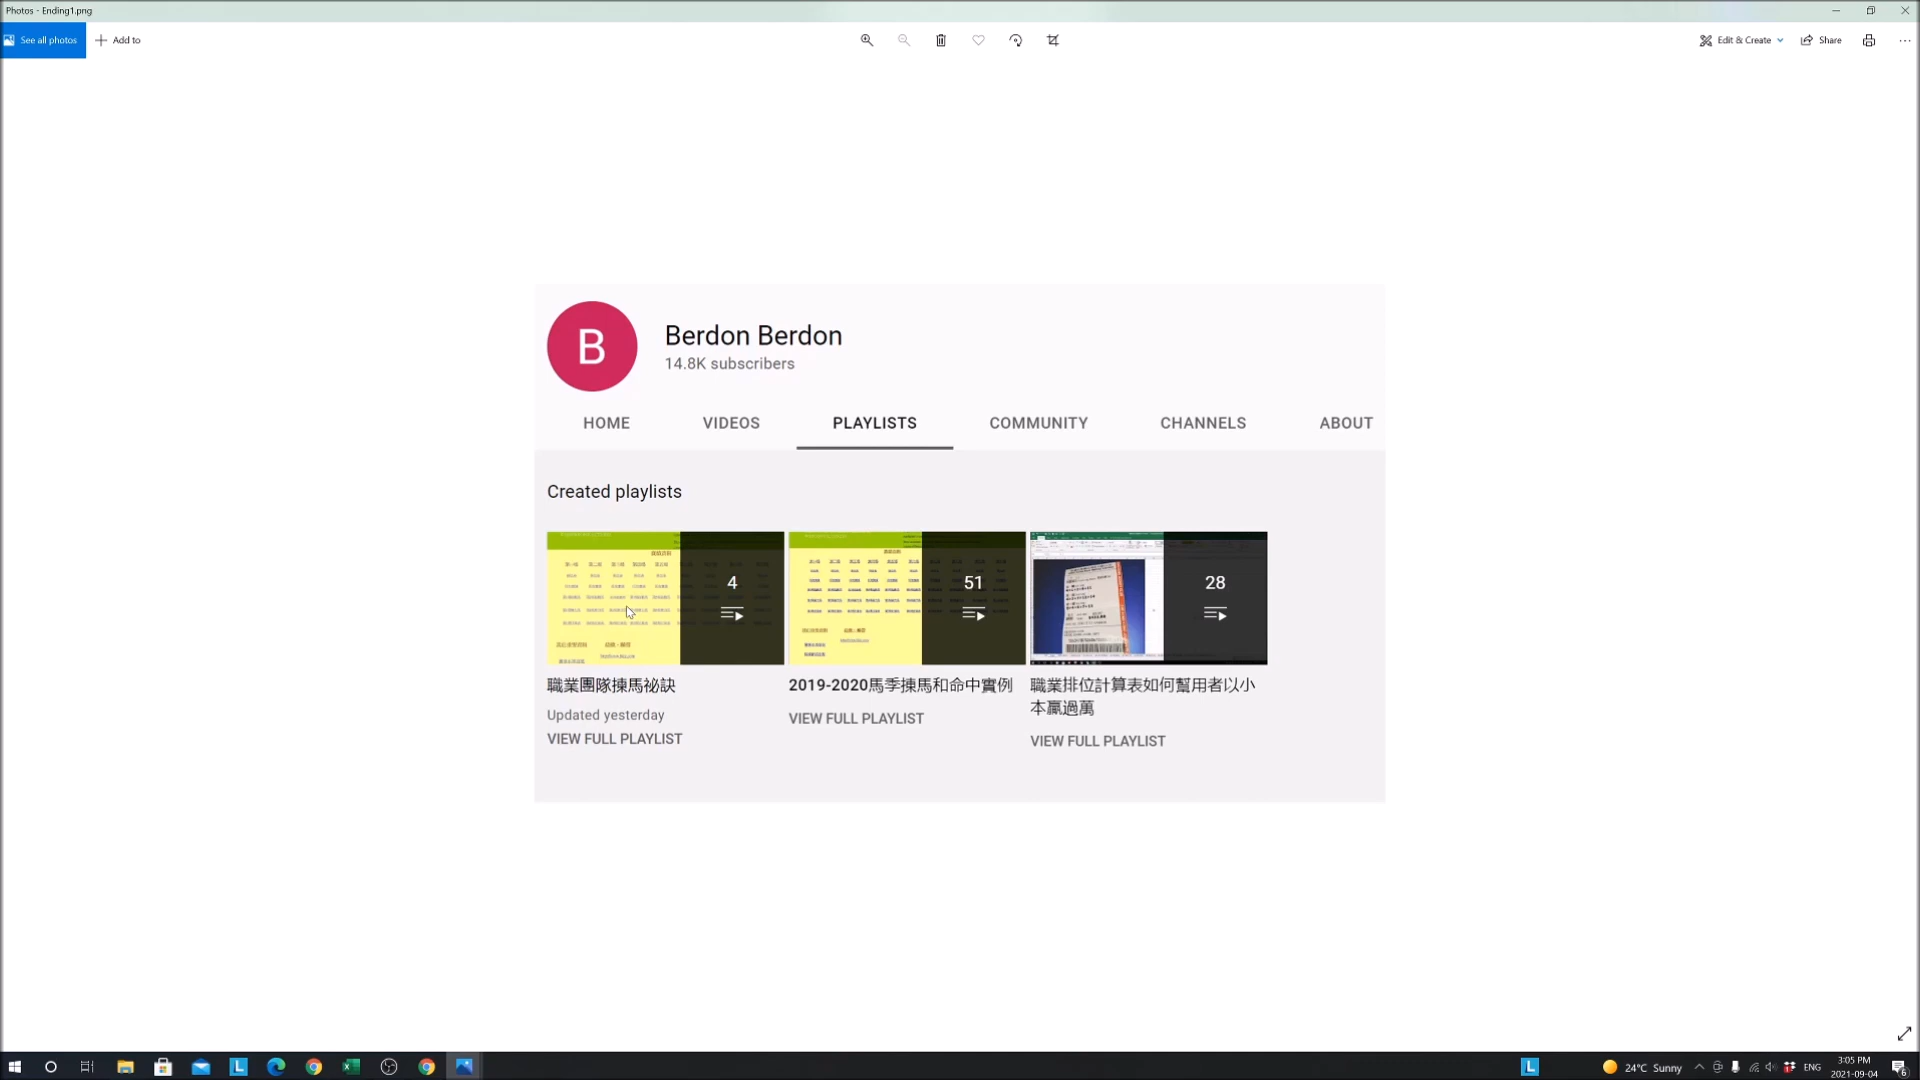 Photos - Ending1.png
See all photos
Add to
Edit & Create
Share
B
Berdon Berdon
14.8K subscribers
HOME
VIDEOS
PLAYLISTS
COMMUNITY
CHANNELS
ABOUT
Created playlists
4
51
28
職業團隊揀馬祕訣
2019-2020馬季揀馬和命中實例
職業排位計算表如何幫用者以小
本贏過萬
Updated yesterday
VIEW FULL PLAYLIST
VIEW FULL PLAYLIST
VIEW FULL PLAYLIST
24°C Sunny
ENG
3:05 PM
2021-09-04